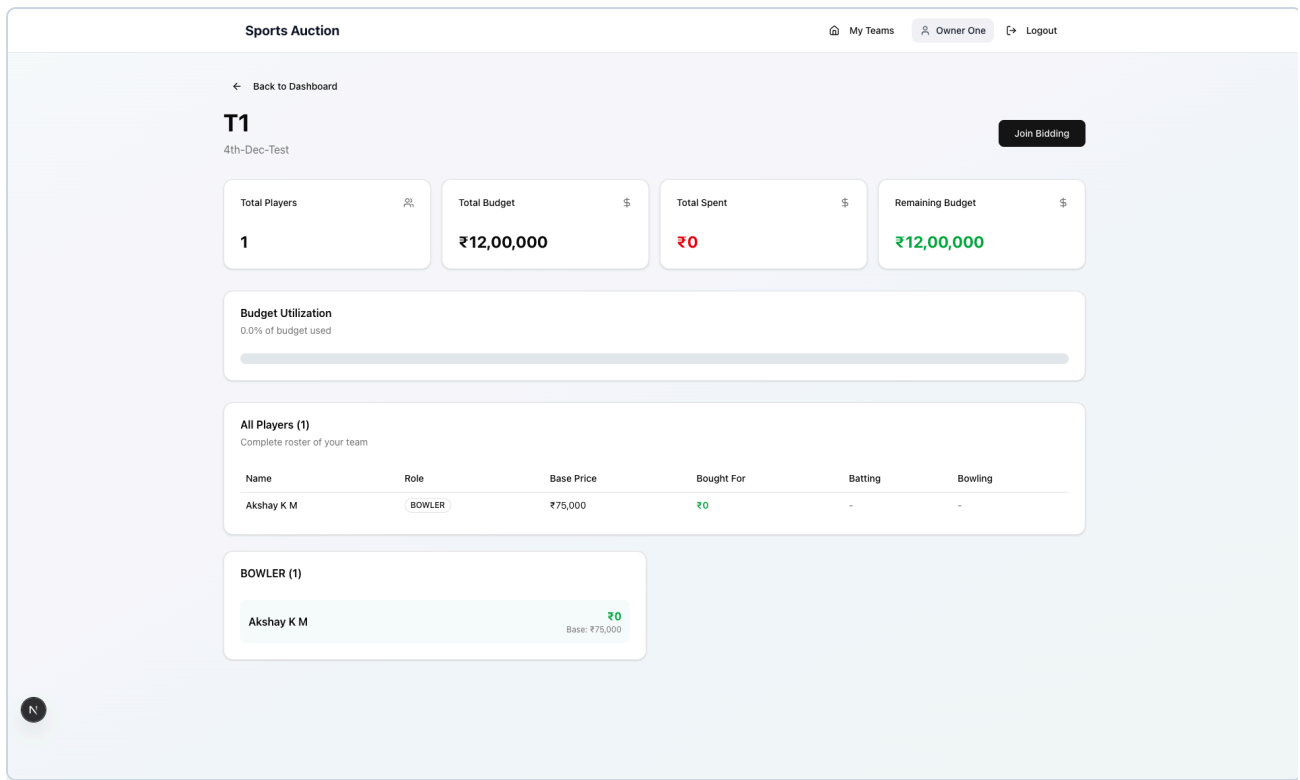 Sports Auction
My Teams
Owner One
Logout
Back to Dashboard
T1
4th-Dec-Test
Join Bidding
Total Players
1
Total Budget
$
₹12,00,000
Total Spent
$
₹0
Remaining Budget
$
₹12,00,000
Budget Utilization
0.0% of budget used
All Players (1)
Complete roster of your team
Name Role Base Price Bought For Batting Bowling
Akshay K M BOWLER ₹75,000 ₹0 - -
BOWLER (1)
Akshay K M
₹0
Base: ₹75,000
N